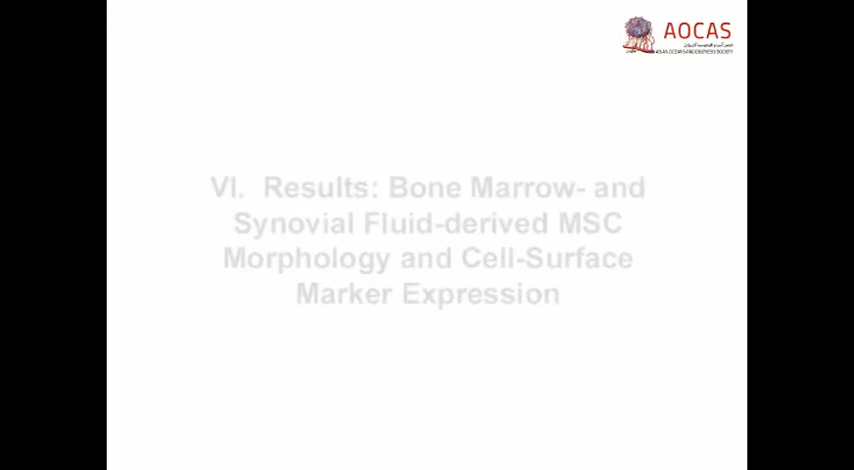 AOCAS
VI. Results: Bone Marrow- and
Synovial Fluid-derived MSC
Morphology and Cell-Surface
Marker Expression